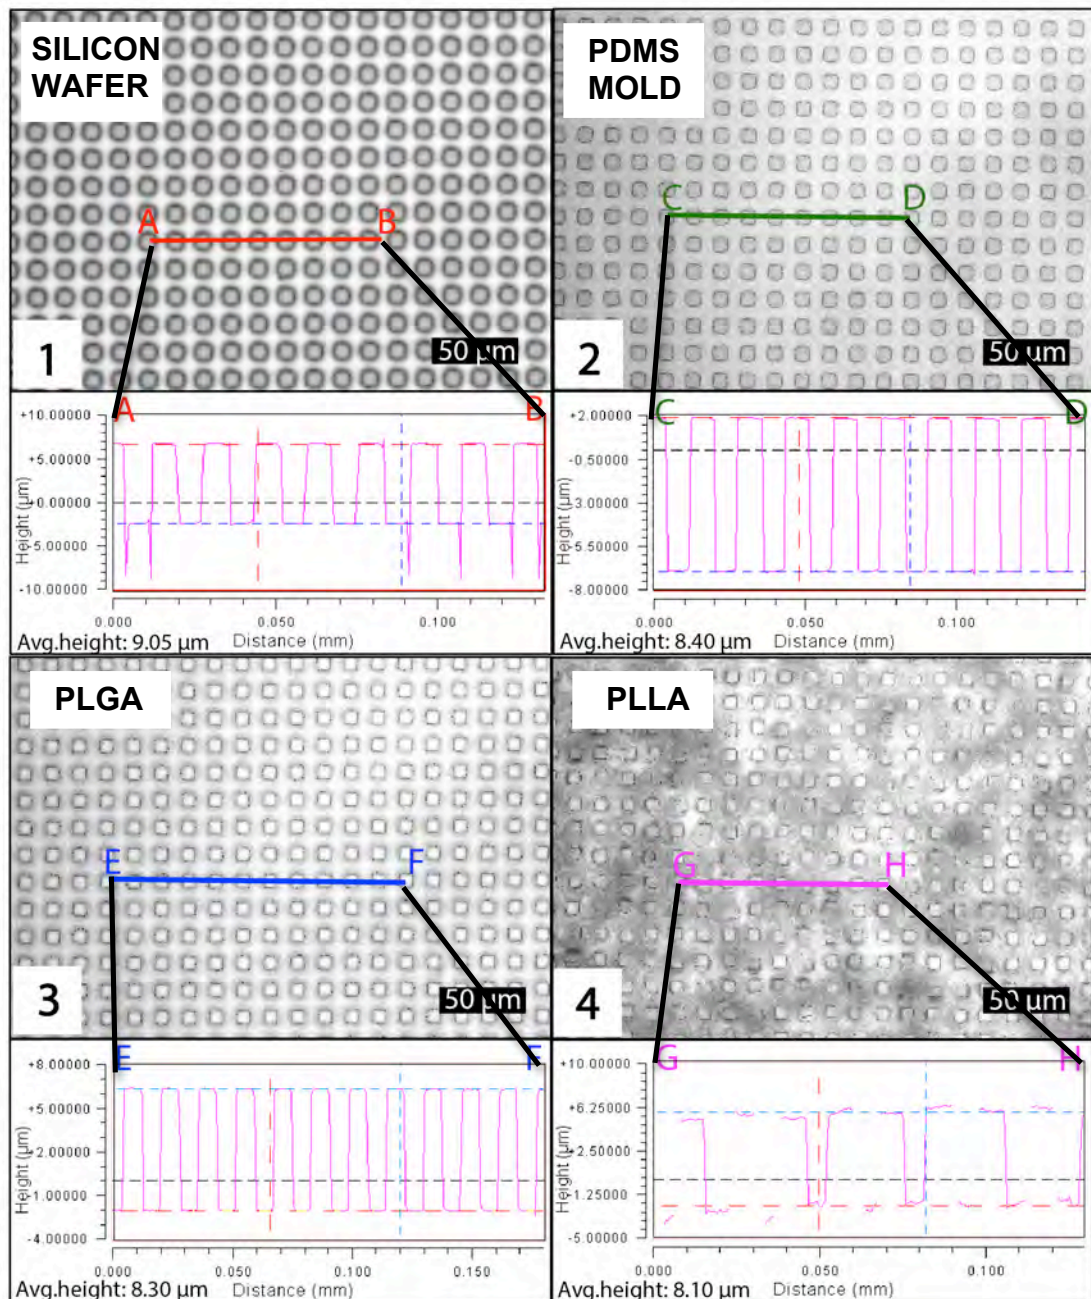 SILICON
WAFER
A
B
1
50 µm
PDMS
MOLD
C
D
2
50 µm
A
B
+10.00000
+5.00000
+0.00000
-5.00000
-10.00000
Height (µm)
0.000
0.050
0.100
Avg.height: 9.05 µm
Distance (mm)
C
D
+2.00000
-0.50000
-3.00000
-5.50000
-8.00000
Height (µm)
0.000
0.050
0.100
Avg.height: 8.40 µm
Distance (mm)
PLGA
E
F
3
50 µm
PLLA
G
H
4
50 µm
E
F
+8.00000
+5.00000
+2.00000
-1.00000
-4.00000
Height (µm)
0.000
0.050
0.100
0.150
Avg.height: 8.30 µm
Distance (mm)
G
H
+10.00000
+6.25000
+2.50000
-1.25000
-5.00000
Height (µm)
0.000
0.050
0.100
Avg.height: 8.10 µm
Distance (mm)